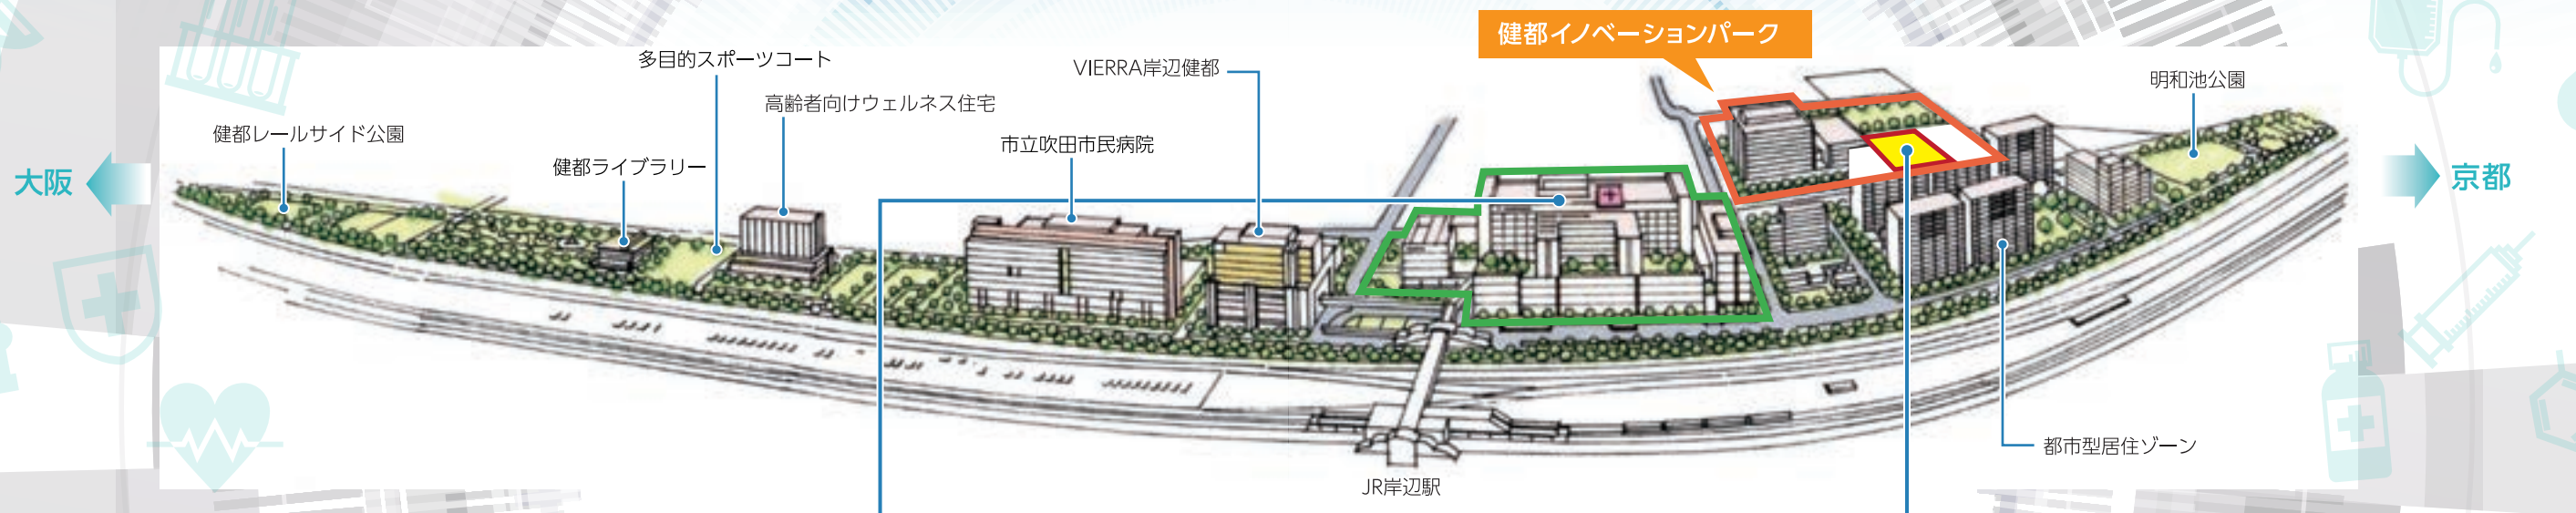 健都イノベーションパーク
多目的スポーツコート
VIERRA岸辺健都
明和池公園
高齢者向けウェルネス住宅
健都レールサイド公園
市立吹田市民病院
健都ライブラリー
大阪
京都
都市型居住ゾーン
JR岸辺駅